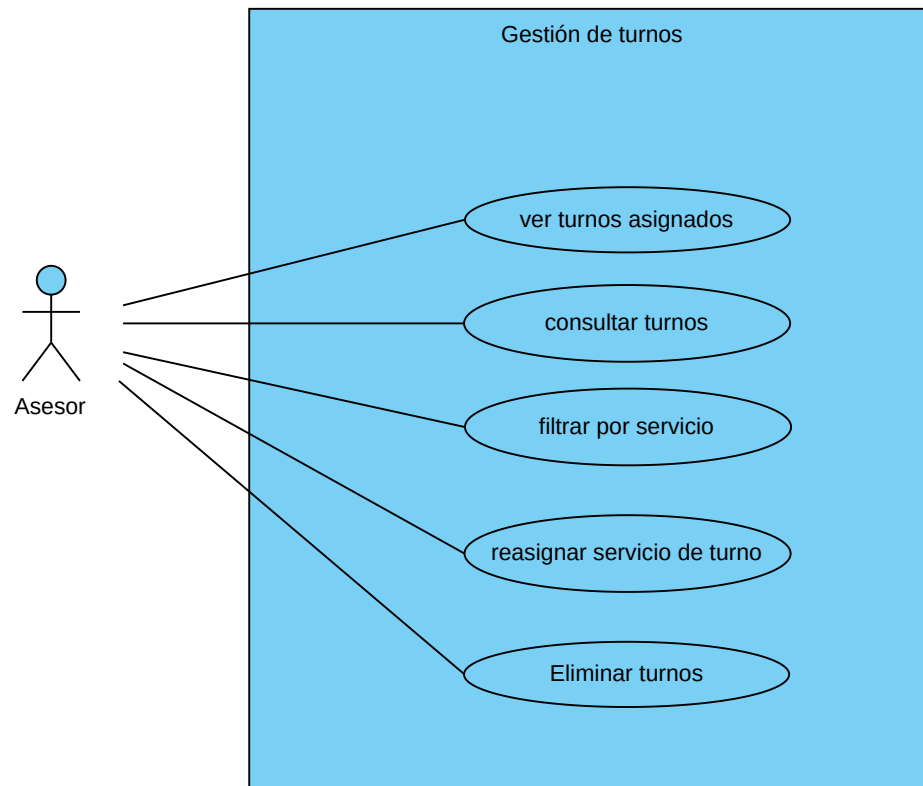 Gestión de turnos
ver turnos asignados
consultar turnos
Asesor
filtrar por servicio
reasignar servicio de turno
Eliminar turnos